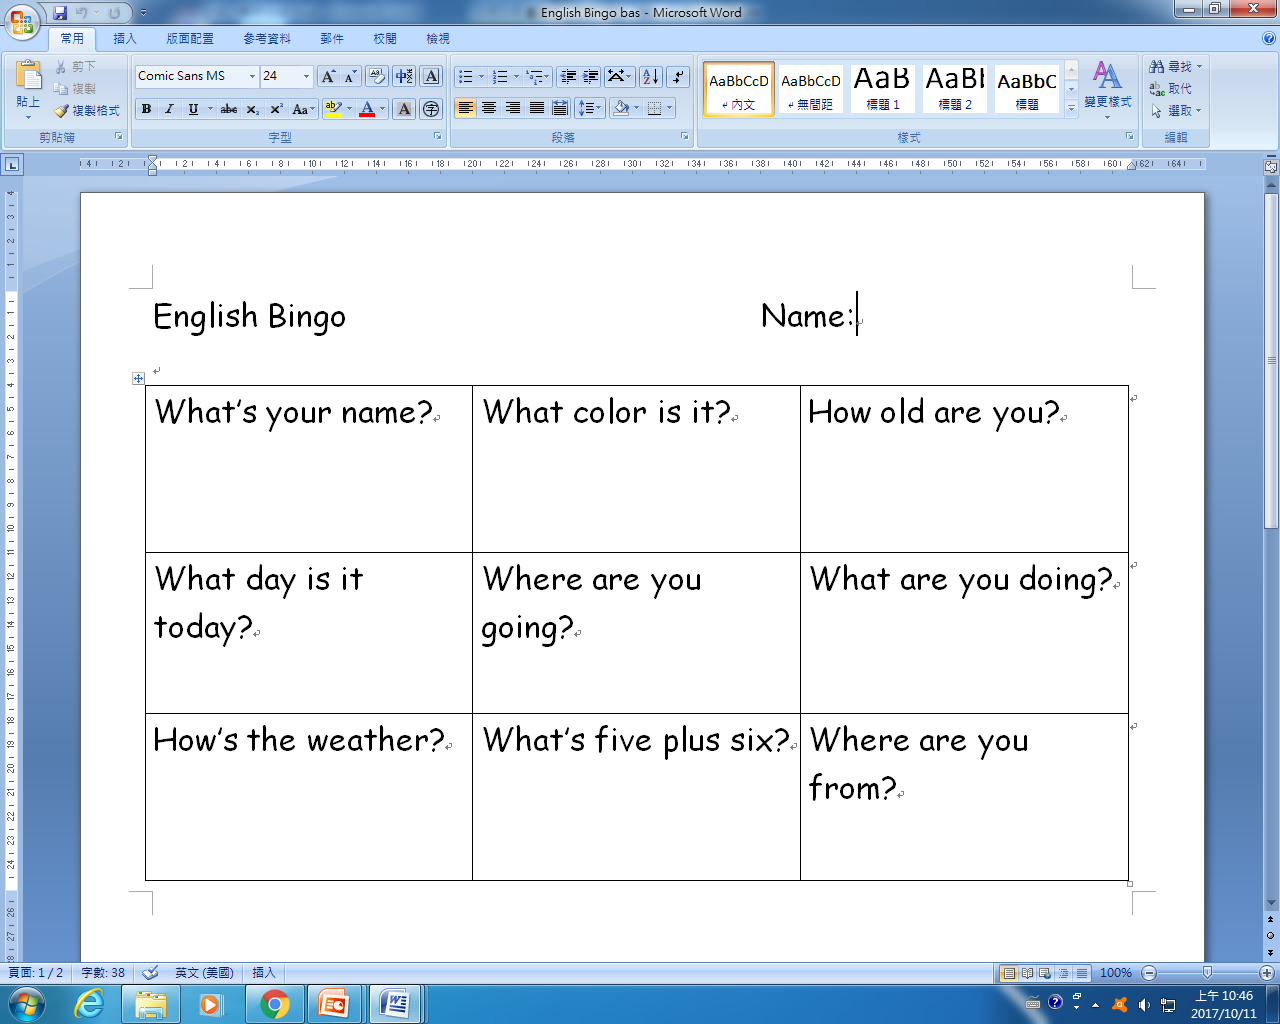 English Bingo bas - Microsoft Word
常用 插入 版面配置 參考資料 郵件 校閱 檢視
貼上
剪下
複製
複製格式
剪貼簿
Comic Sans MS 24
字型
段落
AaBbCcD AaBbCcD AaB AaBl AaBbC
內文 無間距 標題 1 標題 2 標題
變更樣式
樣式
尋找
取代
選取
編輯
English Bingo Name:
What's your name? What color is it? How old are you?
What day is it
today?
Where are you
going?
What are you doing?
How's the weather? What's five plus six?
Where are you
from?
頁面: 1 / 2 字數: 38 英文 (美國) 插入 100%
上午 10:46
2017/10/11